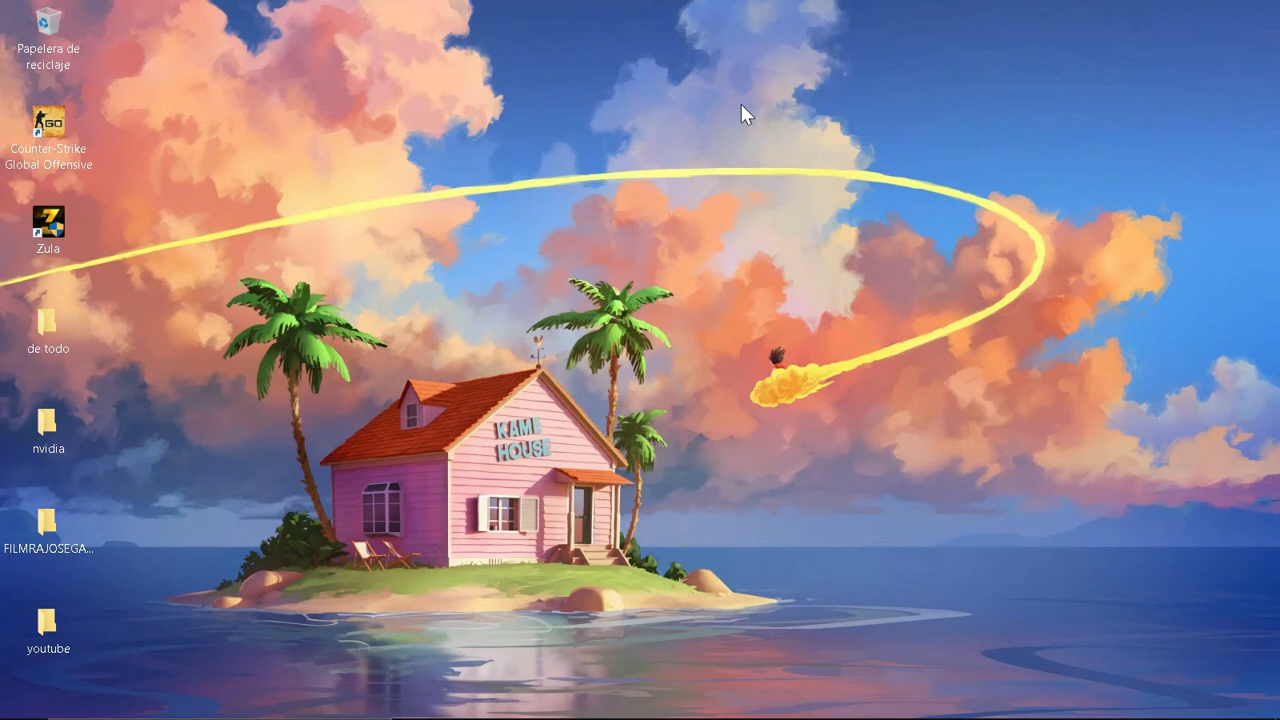 Papelera de
reciclaje
GO
Counter-Strike
Global Offensive
Zula
de todo
nvidia
FILMRAJOSEGA...
youtube
KAME
HOUSE